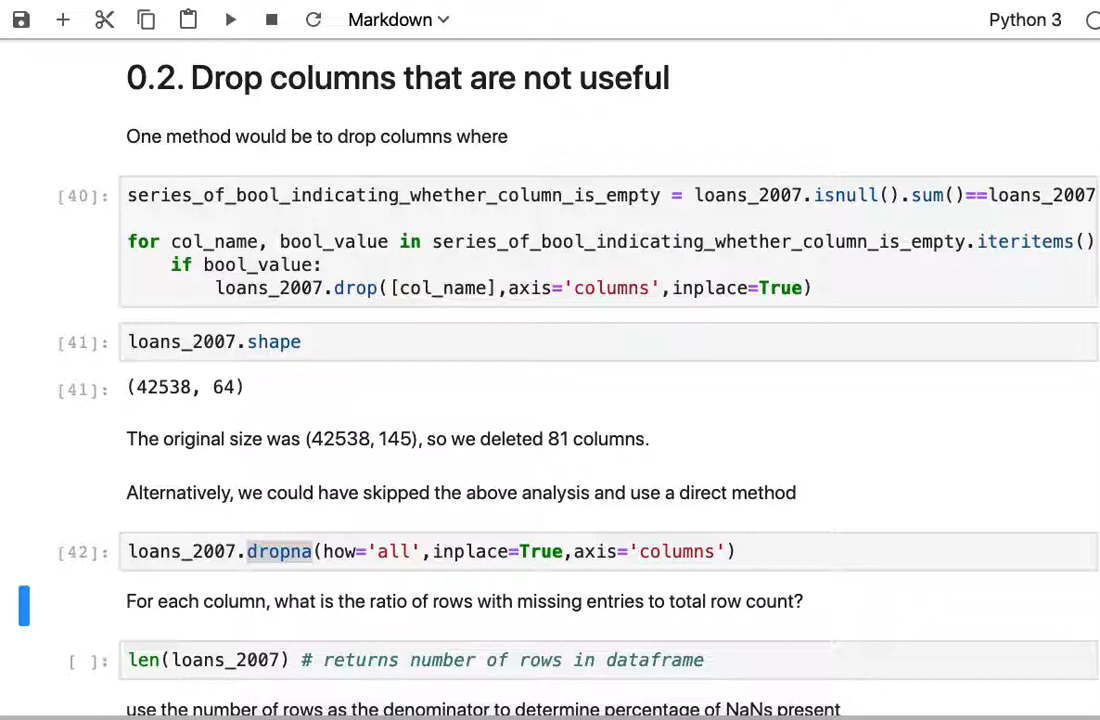 Markdown
Python 3
0.2. Drop columns that are not useful
One method would be to drop columns where
[40]: series_of_bool_indicating_whether_column_is_empty = loans_2007.isnull().sum()==loans_2007
for col_name, bool_value in series_of_bool_indicating_whether_column_is_empty.iteritems()
if bool_value:
loans_2007.drop([col_name],axis='columns',inplace=True)
[41]: loans_2007.shape
[41]: (42538, 64)
The original size was (42538, 145), so we deleted 81 columns.
Alternatively, we could have skipped the above analysis and use a direct method
[42]: loans_2007.dropna(how='all',inplace=True,axis='columns')
For each column, what is the ratio of rows with missing entries to total row count?
[ ]: len(loans_2007) # returns number of rows in dataframe
use the number of rows as the denominator to determine percentage of NaNs present